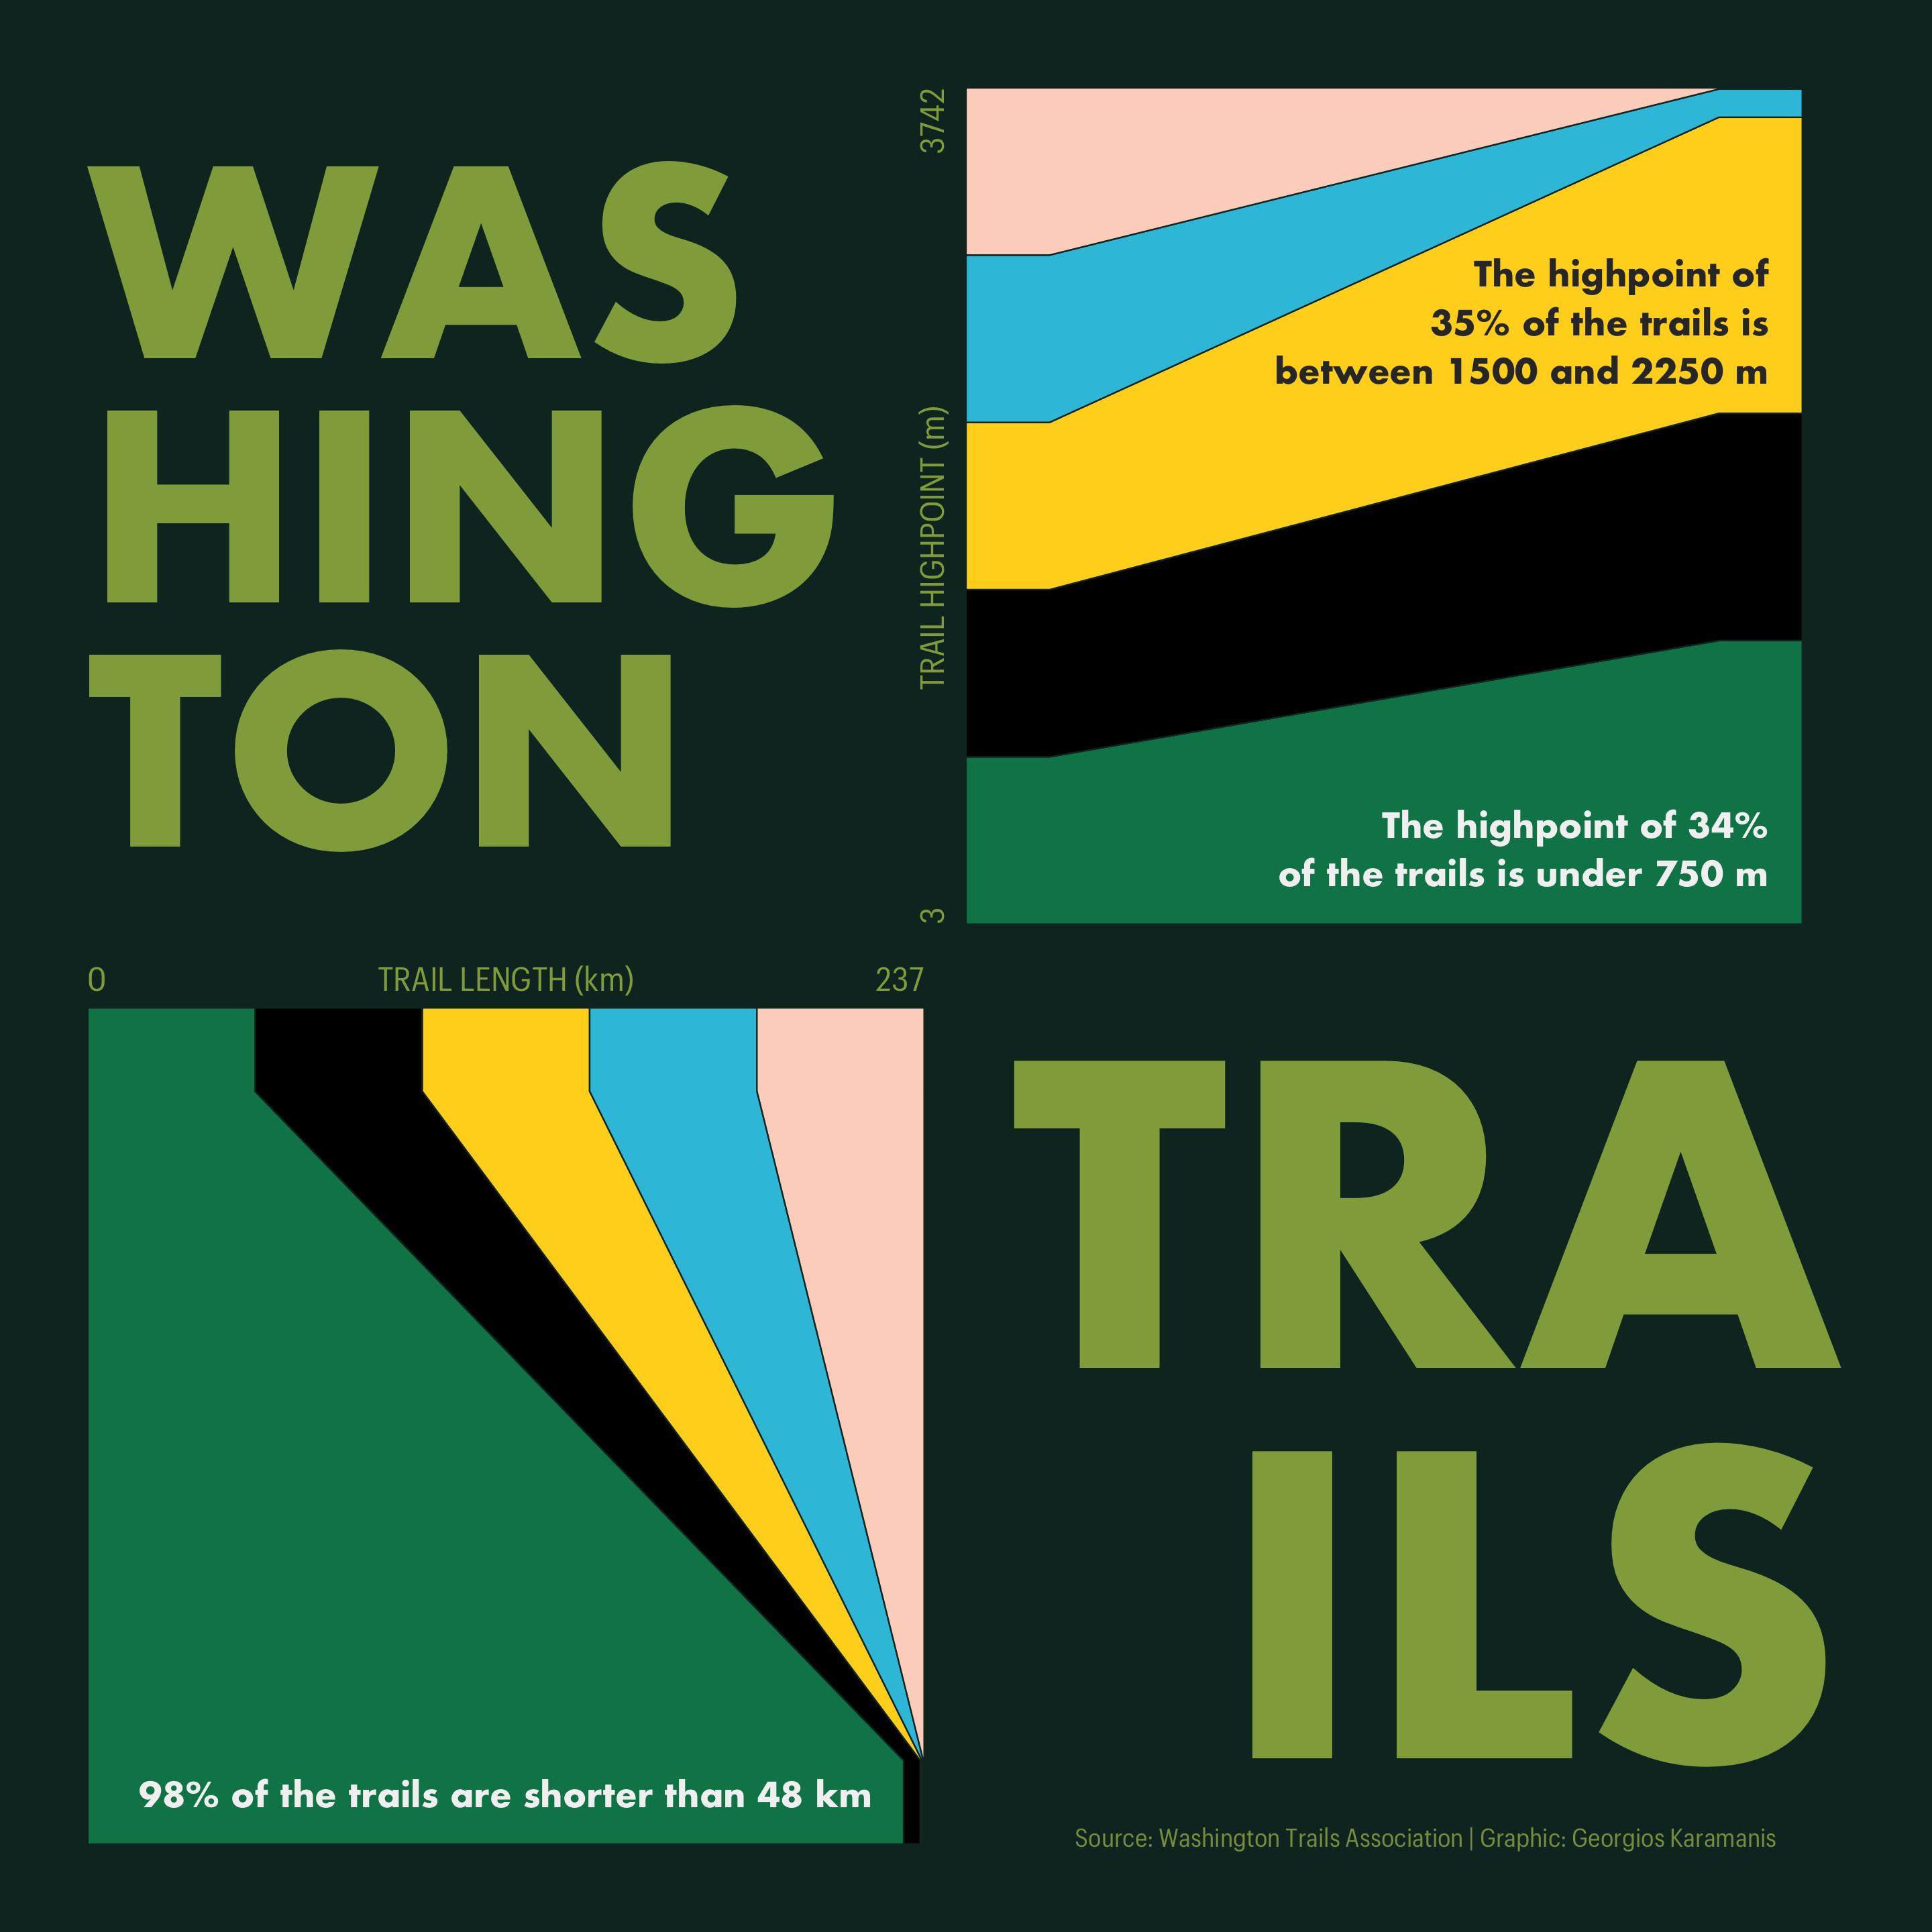 WAS
HING
TON
3742
TRAIL HIGHPOINT (m)
3
The highpoint of
35% of the trails is
between 1500 and 2250 m
The highpoint of 34%
of the trails is under 750 m
0
TRAIL LENGTH (km)
237
98% of the trails are shorter than 48 km
TRA
ILS
Source: Washington Trails Association | Graphic: Georgios Karamanis